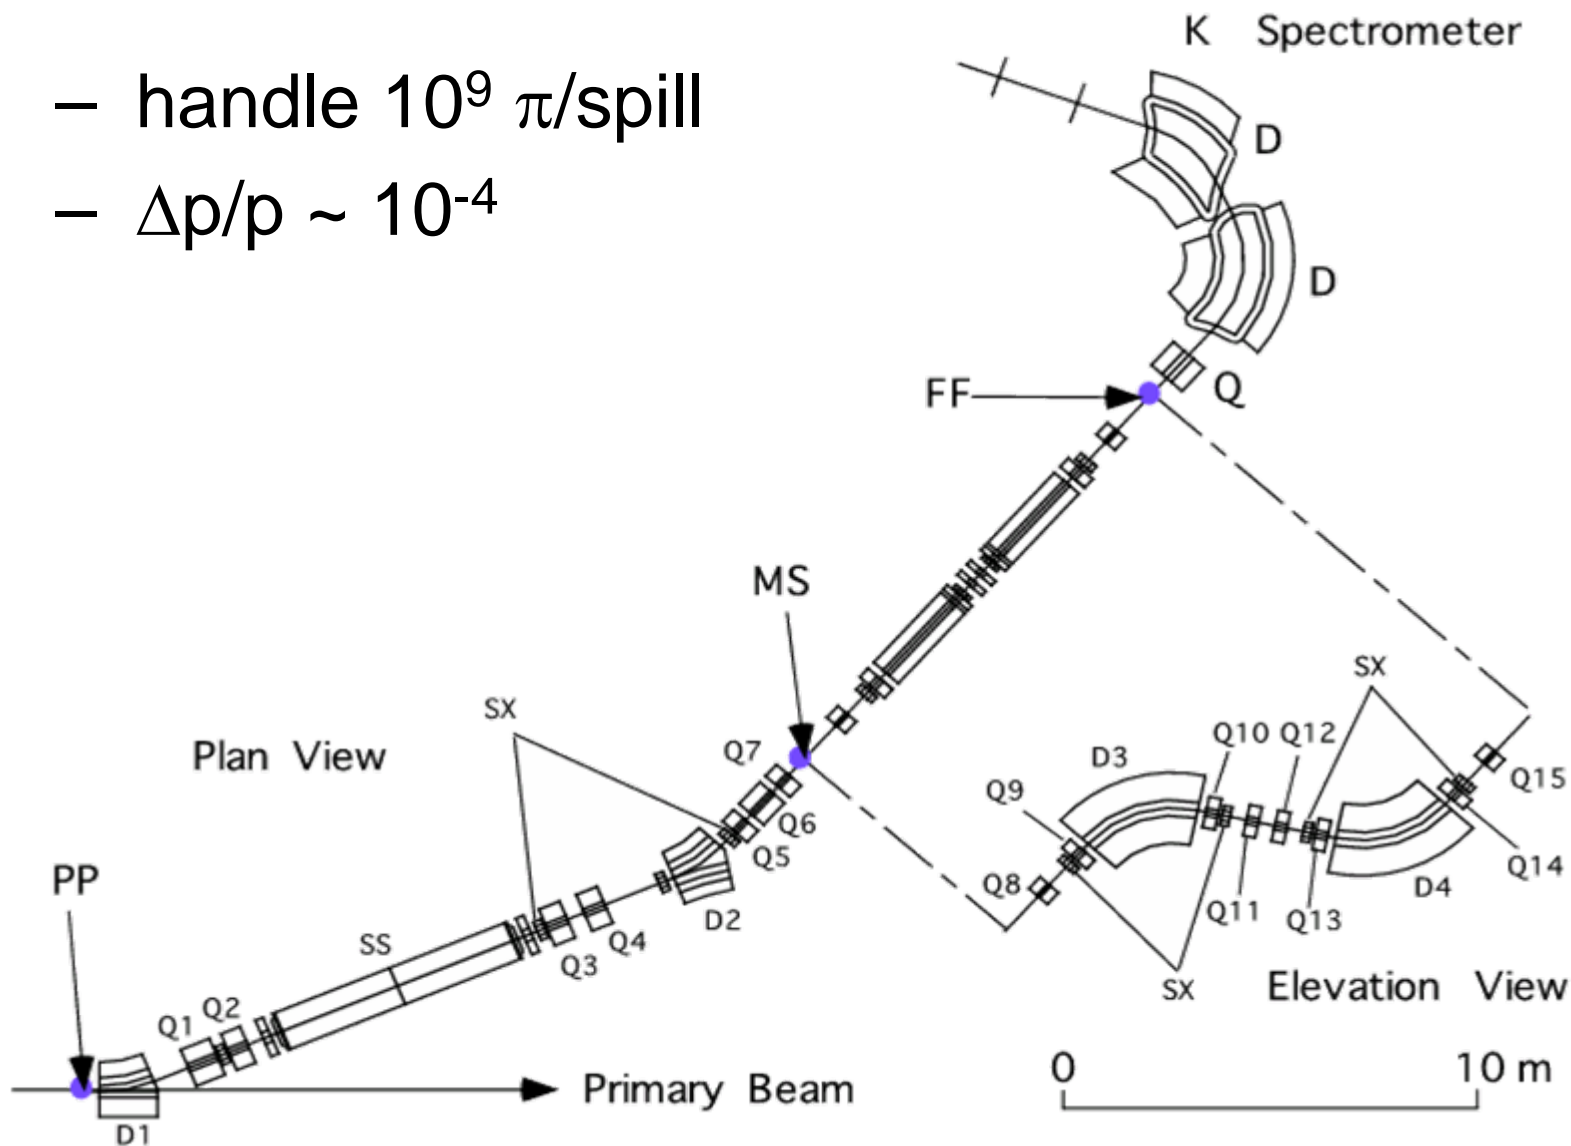 K Spectrometer
– handle 10⁹ π/spill
– Δp/p ~ 10⁻⁴
D
D
Q
FF
MS
SX
Plan View
Q7
Q6
Q5
D2
PP
SS
Q4
Q3
Q2
Q1
D1
Primary Beam
SX
Q10 Q12
D3
Q9
Q15
Q8
Q11
Q13
D4
Q14
SX
Elevation View
0
10 m